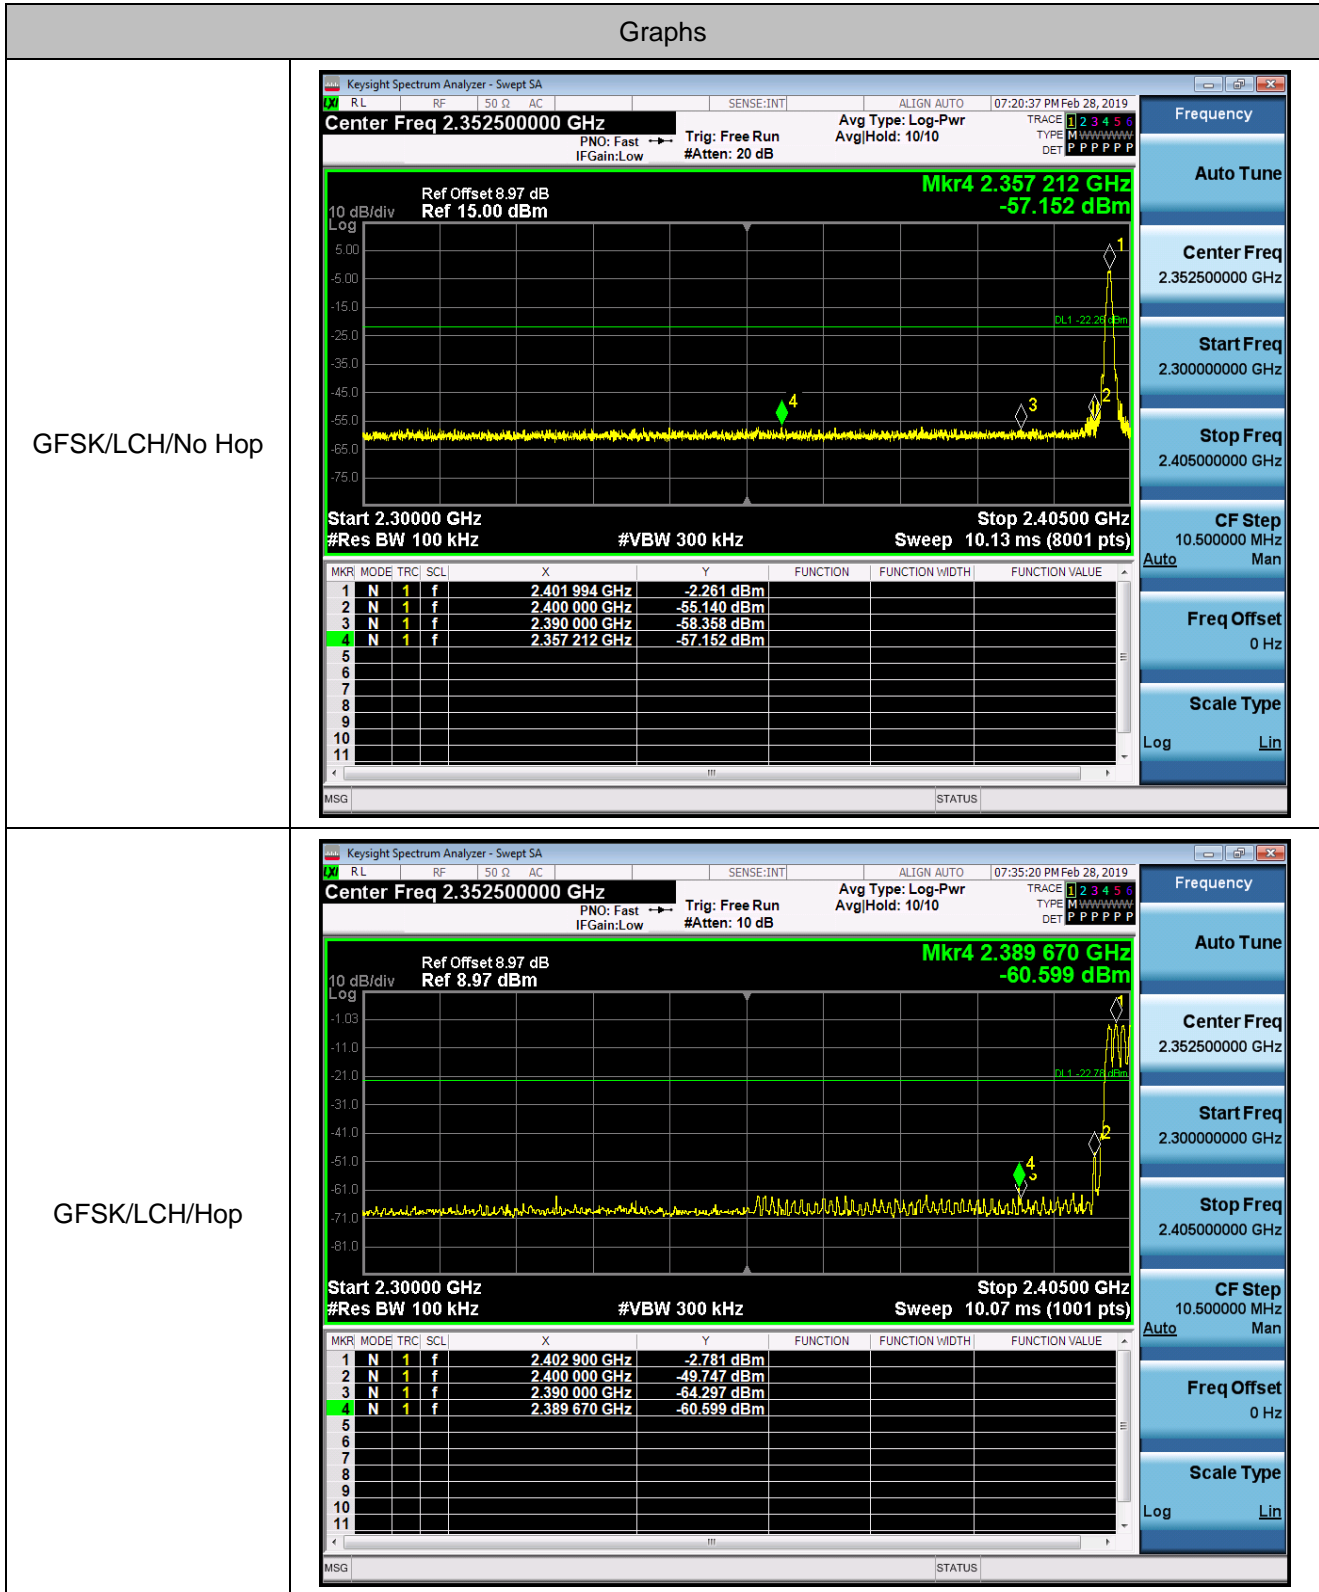 Graphs
GFSK/LCH/No Hop
Keysight Spectrum Analyzer - Swept SA
LXI RL RF 50 Ω AC SENSE:INT ALIGN AUTO 07:20:37 PM Feb 28, 2019
Center Freq 2.352500000 GHz
PNO: Fast
IFGain:Low
Trig: Free Run
#Atten: 20 dB
Avg Type: Log-Pwr
Avg|Hold: 10/10
TRACE 1 2 3 4 5 6
TYPE M WWWWW
DET P P P P P P
Mkr4 2.357 212 GHz
-57.152 dBm
Ref Offset 8.97 dB
10 dB/div Ref 15.00 dBm
Log
5.00
-5.00
-15.0
-25.0
-35.0
-45.0
-55.0
-65.0
-75.0
1
DL1 -22.26 dBm
4
3
2
Start 2.30000 GHz Stop 2.40500 GHz
#Res BW 100 kHz #VBW 300 kHz Sweep 10.13 ms (8001 pts)
MKR MODE TRC SCL X Y FUNCTION FUNCTION WIDTH FUNCTION VALUE
1 N 1 f 2.401 994 GHz -2.261 dBm
2 N 1 f 2.400 000 GHz -55.140 dBm
3 N 1 f 2.390 000 GHz -58.358 dBm
4 N 1 f 2.357 212 GHz -57.152 dBm
5
6
7
8
9
10
11
MSG STATUS
Frequency
Auto Tune
Center Freq
2.352500000 GHz
Start Freq
2.300000000 GHz
Stop Freq
2.405000000 GHz
CF Step
10.500000 MHz
Auto Man
Freq Offset
0 Hz
Scale Type
Log Lin
GFSK/LCH/Hop
Keysight Spectrum Analyzer - Swept SA
LXI RL RF 50 Ω AC SENSE:INT ALIGN AUTO 07:35:20 PM Feb 28, 2019
Center Freq 2.352500000 GHz
PNO: Fast
IFGain:Low
Trig: Free Run
#Atten: 10 dB
Avg Type: Log-Pwr
Avg|Hold: 10/10
TRACE 1 2 3 4 5 6
TYPE M WWWWW
DET P P P P P P
Mkr4 2.389 670 GHz
-60.599 dBm
Ref Offset 8.97 dB
10 dB/div Ref 8.97 dBm
Log
-1.03
-11.0
-21.0
-31.0
-41.0
-51.0
-61.0
-71.0
-81.0
1
DL1 -22.78 dBm
2
4
3
Start 2.30000 GHz Stop 2.40500 GHz
#Res BW 100 kHz #VBW 300 kHz Sweep 10.07 ms (1001 pts)
MKR MODE TRC SCL X Y FUNCTION FUNCTION WIDTH FUNCTION VALUE
1 N 1 f 2.402 900 GHz -2.781 dBm
2 N 1 f 2.400 000 GHz -49.747 dBm
3 N 1 f 2.390 000 GHz -64.297 dBm
4 N 1 f 2.389 670 GHz -60.599 dBm
5
6
7
8
9
10
11
MSG STATUS
Frequency
Auto Tune
Center Freq
2.352500000 GHz
Start Freq
2.300000000 GHz
Stop Freq
2.405000000 GHz
CF Step
10.500000 MHz
Auto Man
Freq Offset
0 Hz
Scale Type
Log Lin